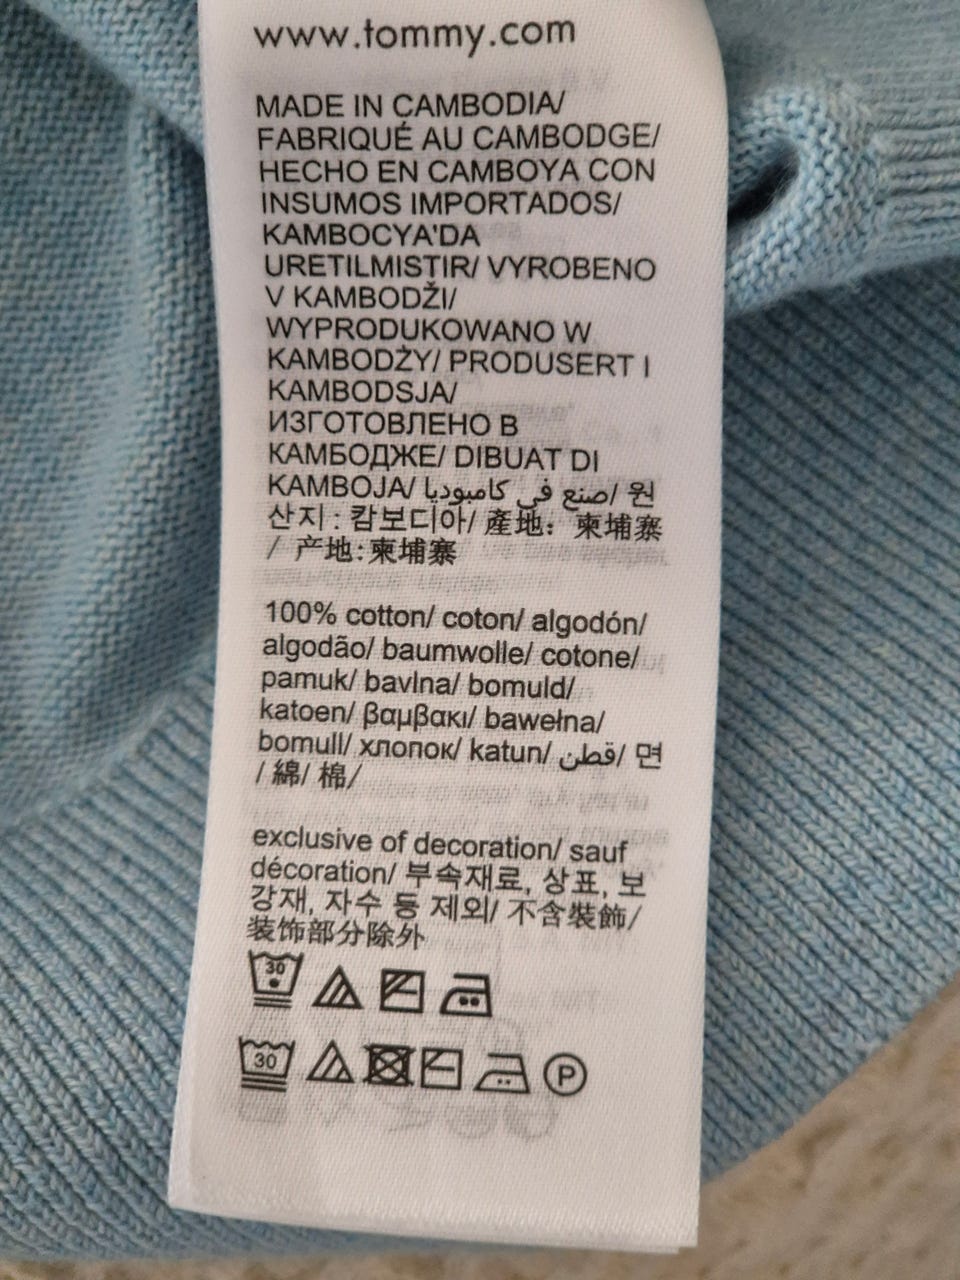 www.tommy.com
MADE IN CAMBODIA/
FABRIQUÉ AU CAMBODGE/
HECHO EN CAMBOYA CON
INSUMOS IMPORTADOS/
KAMBOCYA'DA
URETILMISTIR/ VYROBENO
V KAMBODŽI/
WYPRODUKOWANO W
KAMBODŻY/ PRODUSERT I
KAMBODSJA/
ИЗГОТОВЛЕНО В
КАМБОДЖЕ/ DIBUAT DI
KAMBOJA/ صنع في كامبوديا/ 원
산지 : 캄보디아/ 產地: 柬埔寨
/ 产地:柬埔寨
100% cotton/ coton/ algodón/
algodão/ baumwolle/ cotone/
pamuk/ bavlna/ bomuld/
katoen/ βαμβακι/ bawełna/
bomull/ хлопок/ katun/ قطن/ 면
/ 綿/ 棉/
exclusive of decoration/ sauf
décoration/ 부속재료, 상표, 보
강재, 자수 등 제외/ 不含裝飾/
装饰部分除外
30
30
P